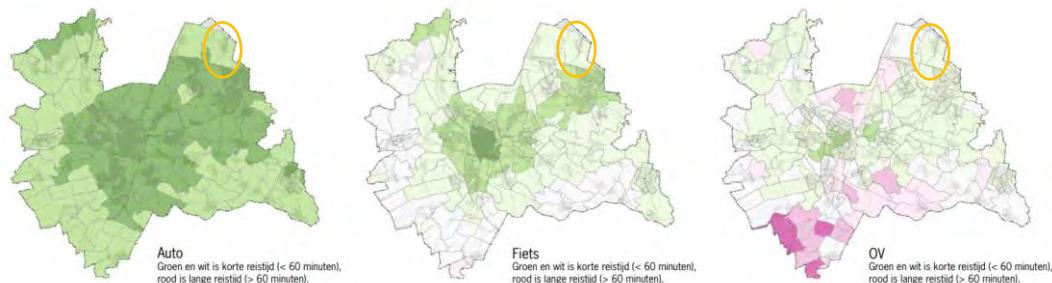 Auto
Groen en wit is korte reistijd (< 60 minuten),
rood is lange reistijd (> 60 minuten).
Fiets
Groen en wit is korte reistijd (< 60 minuten),
rood is lange reistijd (> 60 minuten).
OV
Groen en wit is korte reistijd (< 60 minuten),
rood is lange reistijd (> 60 minuten).